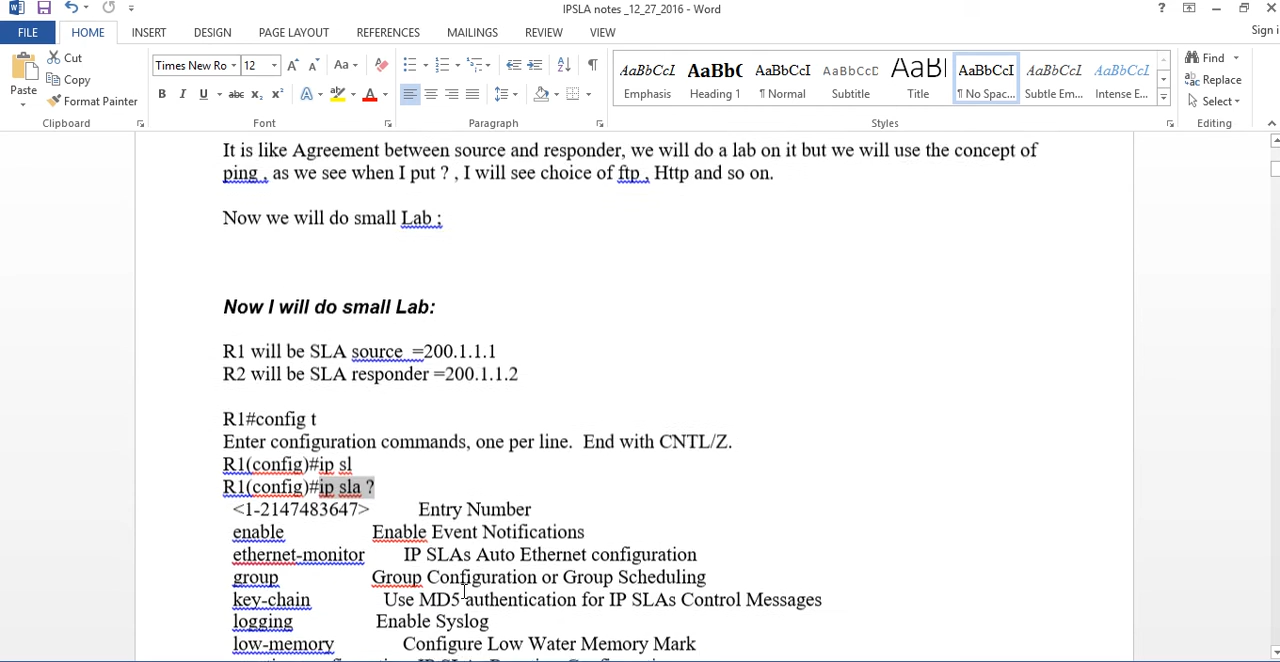 IPSLA notes _12_27_2016 - Word
? 
Sign i
FILE HOME INSERT DESIGN PAGE LAYOUT REFERENCES MAILINGS REVIEW VIEW
Paste
Cut
Copy
Format Painter
Clipboard
Times New Ro 12
B I U abc X₂ X²
Font
Paragraph
AaBbCcI AaBb( AaBbCcI AaBbCcC AaBl AaBbCcI AaBbCcI AaBbCcI
Emphasis Heading 1 ¶ Normal Subtitle Title ¶ No Spac... Subtle Em... Intense E...
Styles
Find
Replace
Select
Editing
It is like Agreement between source and responder, we will do a lab on it but we will use the concept of
ping , as we see when I put ? , I will see choice of ftp , Http and so on.
Now we will do small Lab ;
Now I will do small Lab:
R1 will be SLA source =200.1.1.1
R2 will be SLA responder =200.1.1.2
R1#config t
Enter configuration commands, one per line. End with CNTL/Z.
R1(config)#ip sl
R1(config)#ip sla ?
<1-2147483647> Entry Number
enable Enable Event Notifications
ethernet-monitor IP SLAs Auto Ethernet configuration
group Group Configuration or Group Scheduling
key-chain Use MD5 authentication for IP SLAs Control Messages
logging Enable Syslog
low-memory Configure Low Water Memory Mark